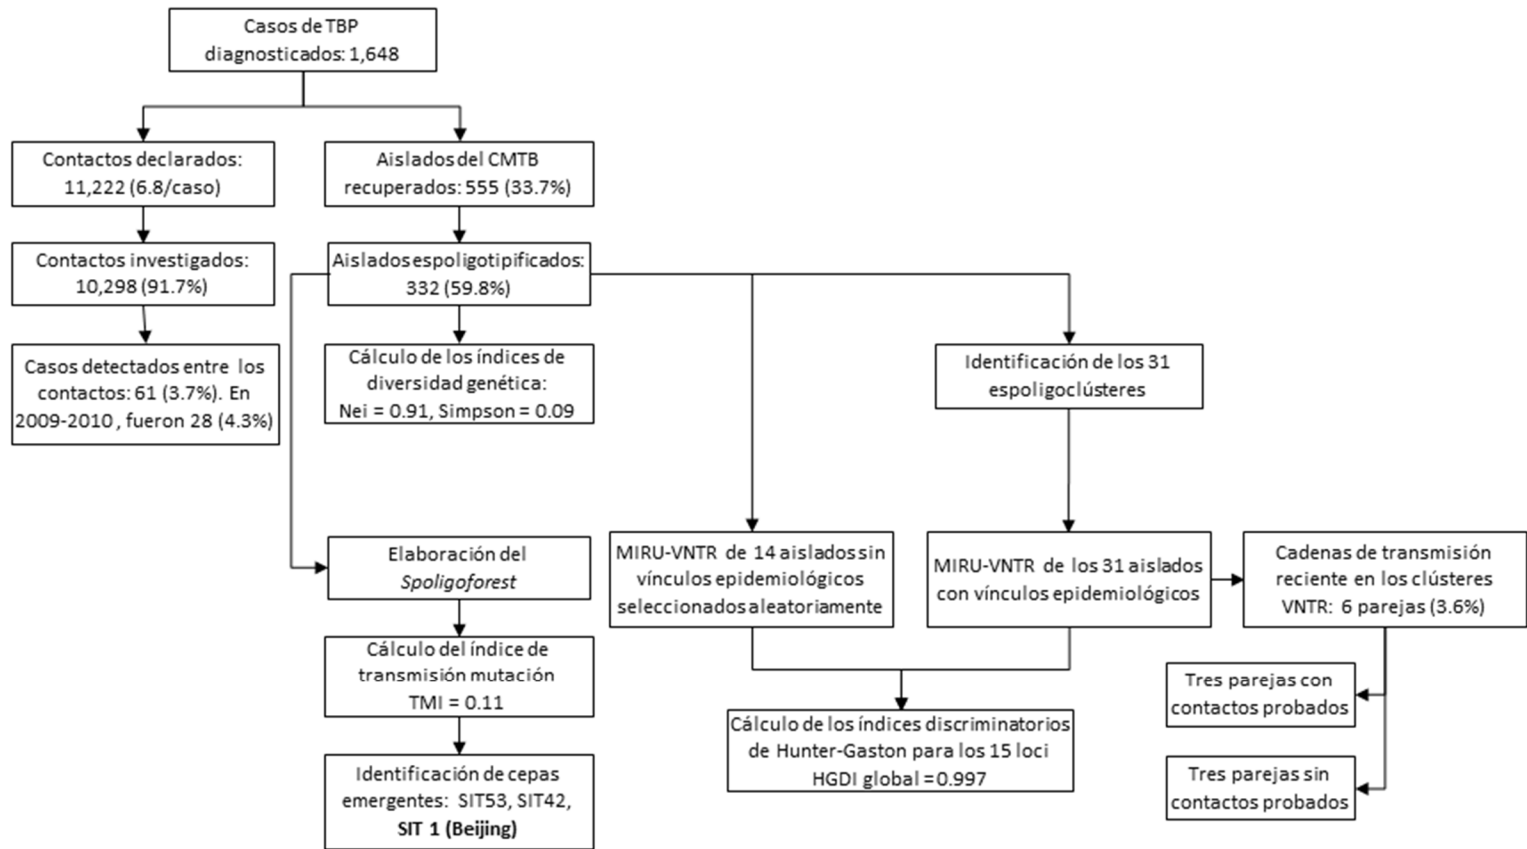 Casos de TBP
diagnosticados: 1,648
Contactos declarados:
11,222 (6.8/caso)
Aislados del CMTB
recuperados: 555 (33.7%)
Contactos investigados:
10,298 (91.7%)
Aislados espoligotipificados:
332 (59.8%)
Casos detectados entre los
contactos: 61 (3.7%). En
2009-2010 , fueron 28 (4.3%)
Cálculo de los índices de
diversidad genética:
Nei = 0.91, Simpson = 0.09
Identificación de los 31
espoligoclústeres
Elaboración del
Spoligoforest
MIRU-VNTR de 14 aislados sin
vínculos epidemiológicos
seleccionados aleatoriamente
MIRU-VNTR de los 31 aislados
con vínculos epidemiológicos
Cadenas de transmisión
reciente en los clústeres
VNTR: 6 parejas (3.6%)
Cálculo del índice de
transmisión mutación
TMI = 0.11
Tres parejas con
contactos probados
Cálculo de los índices discriminatorios
de Hunter-Gaston para los 15 loci
HGDI global = 0.997
Identificación de cepas
emergentes: SIT53, SIT42,
SIT 1 (Beijing)
Tres parejas sin
contactos probados